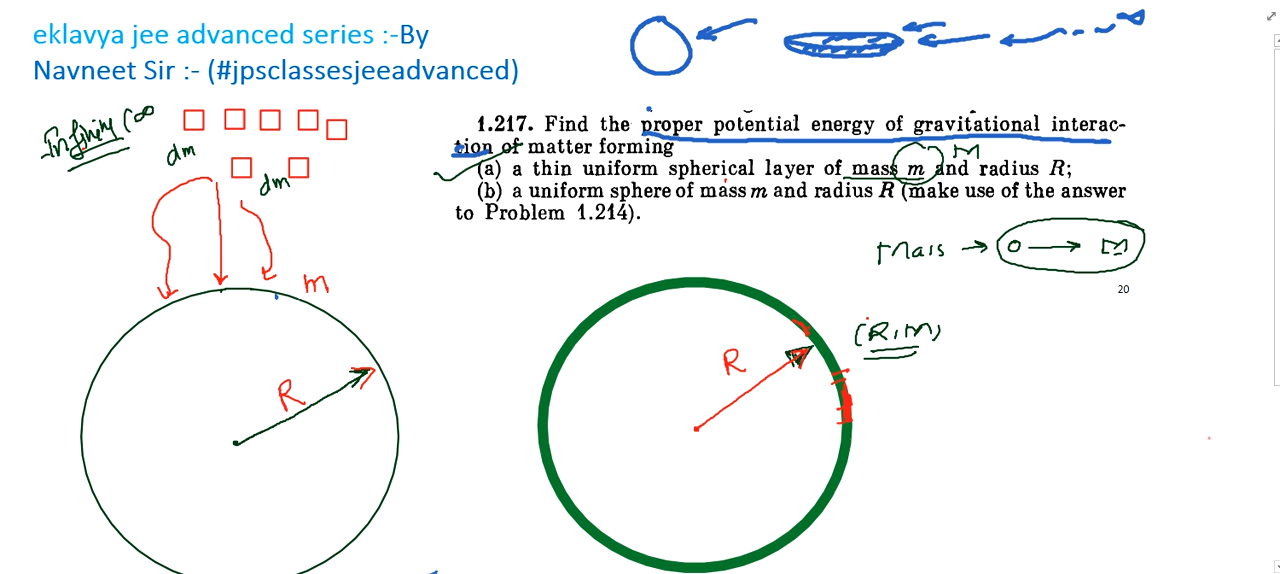 eklavya jee advanced series :-By
Navneet Sir :- (#jpsclassesjeeadvanced)
Infinity (∞
dm
dm
m
R
1.217. Find the proper potential energy of gravitational interac-
tion of matter forming
M
(a) a thin uniform spherical layer of mass m and radius R;
(b) a uniform sphere of mass m and radius R (make use of the answer
to Problem 1.214).
Mass → 0 → M
20
R
(R,M)